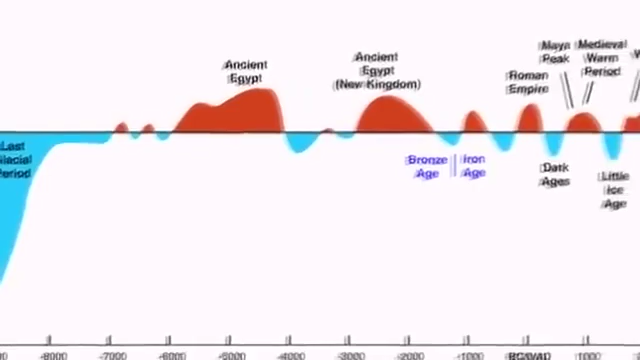 Ancient
Egypt
Ancient
Egypt
(New Kingdom)
Roman
Empire
Maya
Peak
Medieval
Warm
Period
Last
Glacial
Period
Bronze
Age
Iron
Age
Dark
Ages
Little
Ice
Age
-8000 -7000 -6000 -5000 -4000 -3000 -2000 -1000 BC/0/AD 1000